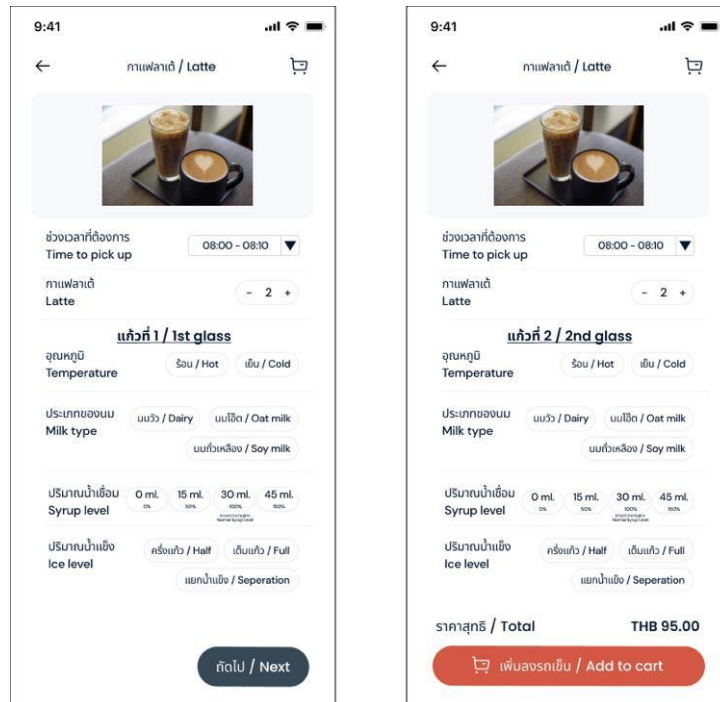 9:41
กาแฟลาเต้ / Latte
ช่วงเวลาที่ต้องการ
Time to pick up
08:00 - 08:10
กาแฟลาเต้
Latte
- 2 +
แก้วที่ 1 / 1st glass
อุณหภูมิ
Temperature
ร้อน / Hot
เย็น / Cold
ประเภทของนม
Milk type
นมวัว / Dairy
นมโอ๊ต / Oat milk
นมถั่วเหลือง / Soy milk
ปริมาณน้ำเชื่อม
Syrup level
0 ml.
0%
15 ml.
50%
30 ml.
100%
Normal Syrup Level
45 ml.
150%
ปริมาณน้ำแข็ง
Ice level
ครึ่งแก้ว / Half
เต็มแก้ว / Full
แยกน้ำแข็ง / Seperation
ถัดไป / Next
9:41
กาแฟลาเต้ / Latte
ช่วงเวลาที่ต้องการ
Time to pick up
08:00 - 08:10
กาแฟลาเต้
Latte
- 2 +
แก้วที่ 2 / 2nd glass
อุณหภูมิ
Temperature
ร้อน / Hot
เย็น / Cold
ประเภทของนม
Milk type
นมวัว / Dairy
นมโอ๊ต / Oat milk
นมถั่วเหลือง / Soy milk
ปริมาณน้ำเชื่อม
Syrup level
0 ml.
0%
15 ml.
50%
30 ml.
100%
Normal Syrup Level
45 ml.
150%
ปริมาณน้ำแข็ง
Ice level
ครึ่งแก้ว / Half
เต็มแก้ว / Full
แยกน้ำแข็ง / Seperation
ราคาสุทธิ / Total
THB 95.00
เพิ่มลงรถเข็น / Add to cart